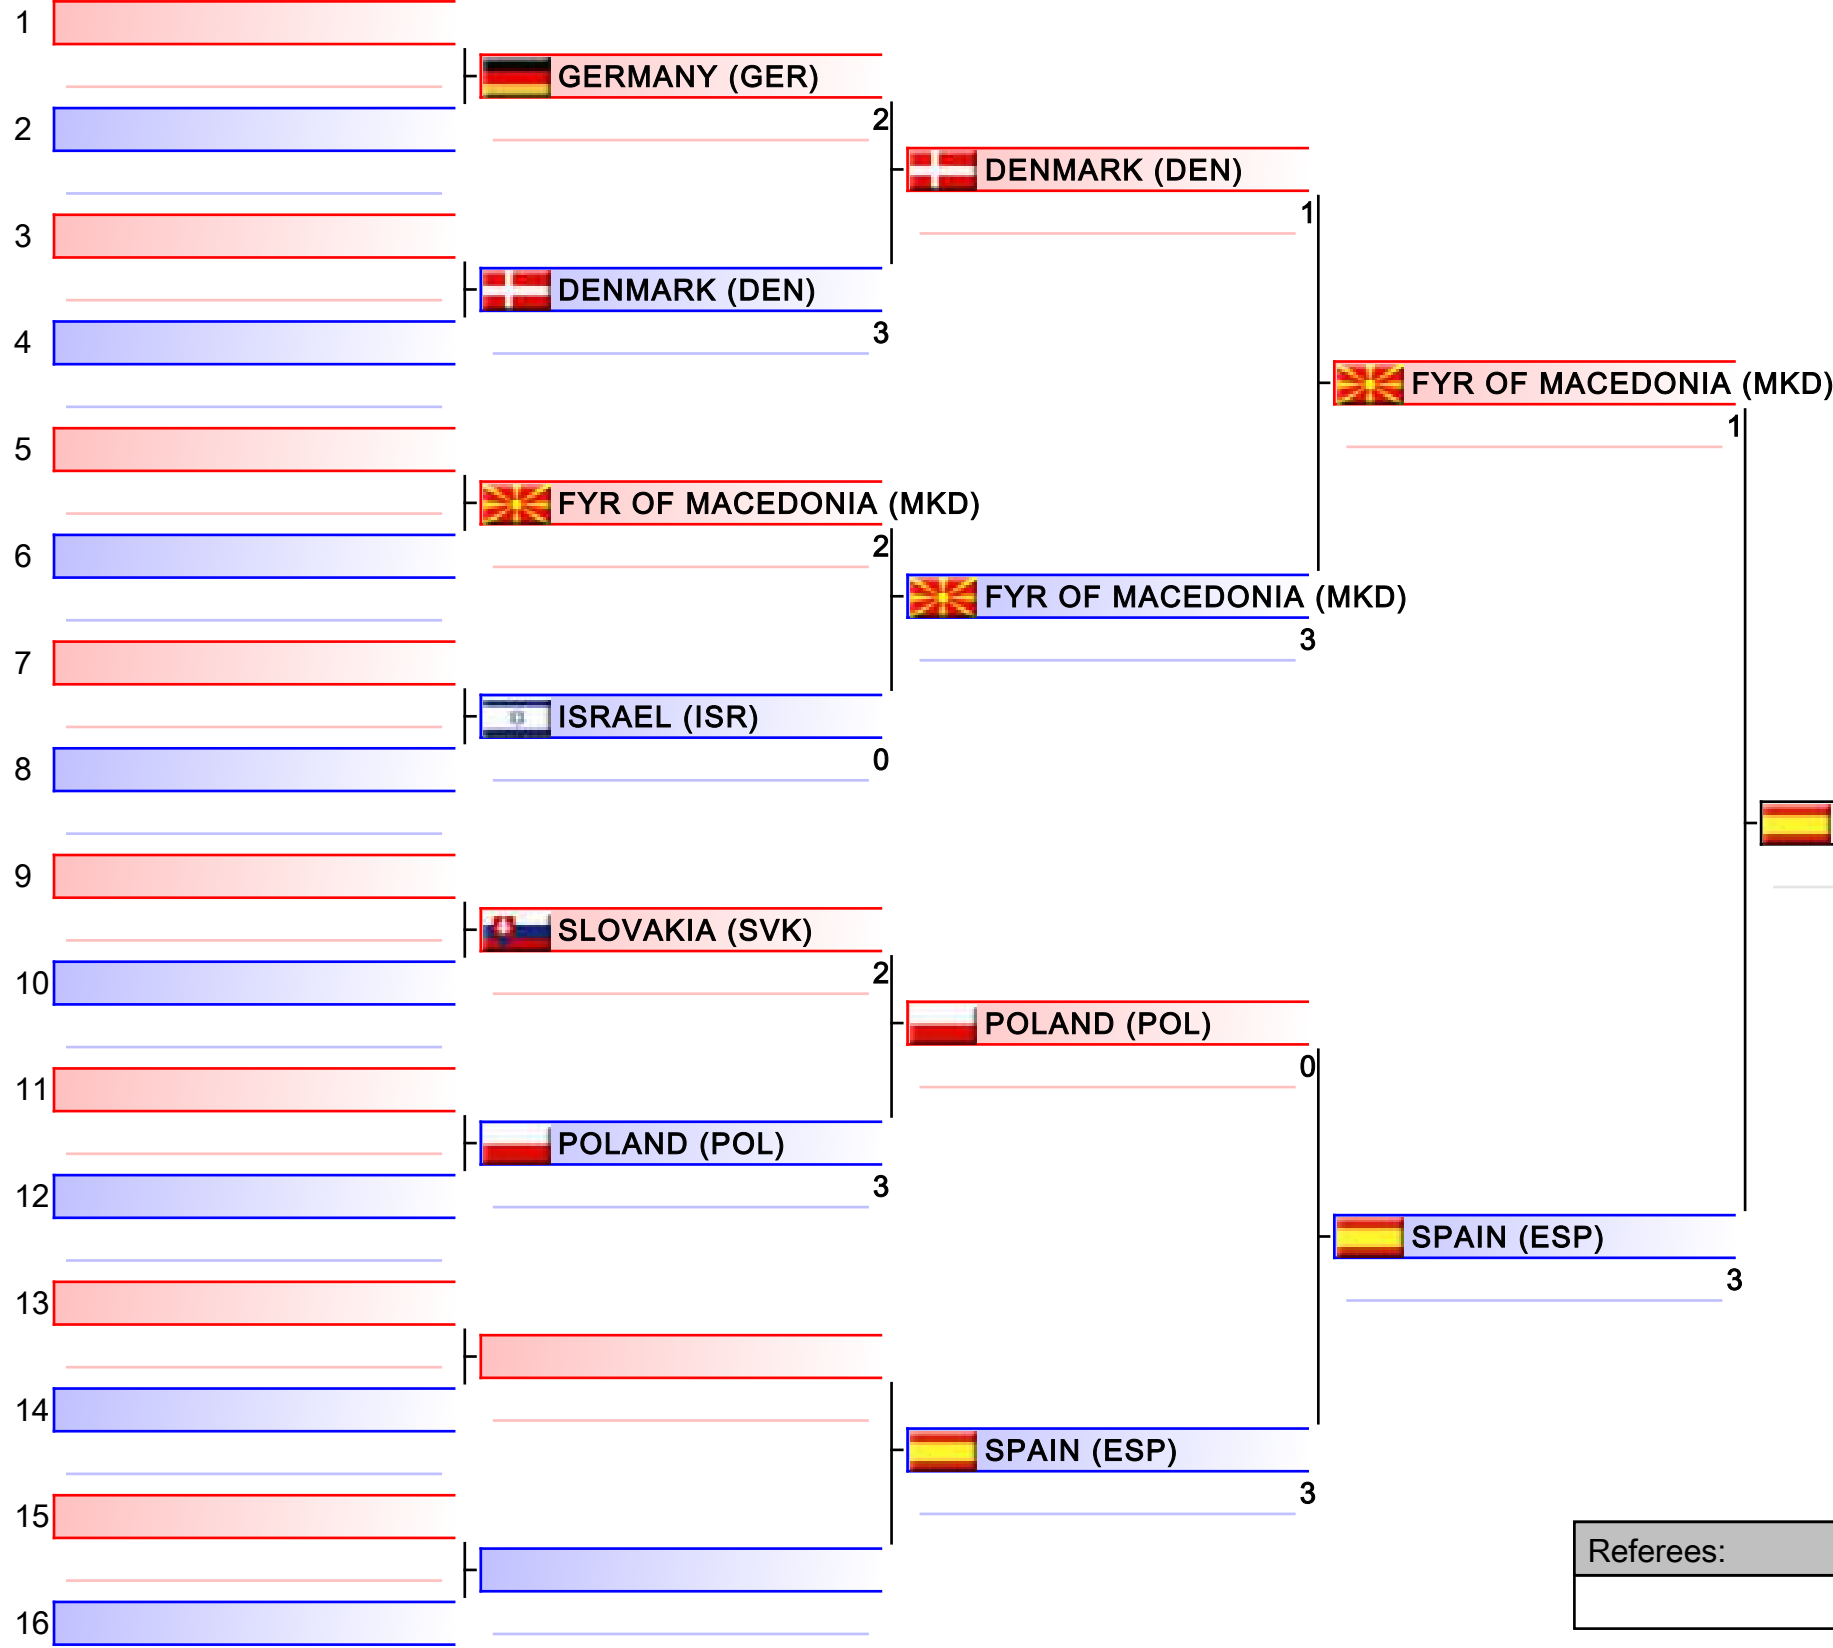 1
GERMANY (GER)
2
2
DENMARK (DEN)
3
1
DENMARK (DEN)
4
3
FYR OF MACEDONIA (MKD)
1
5
FYR OF MACEDONIA (MKD)
6
2
FYR OF MACEDONIA (MKD)
3
7
ISRAEL (ISR)
8
0
9
SLOVAKIA (SVK)
10
2
POLAND (POL)
0
11
POLAND (POL)
12
3
SPAIN (ESP)
3
13
14
SPAIN (ESP)
3
15
Referees:
16